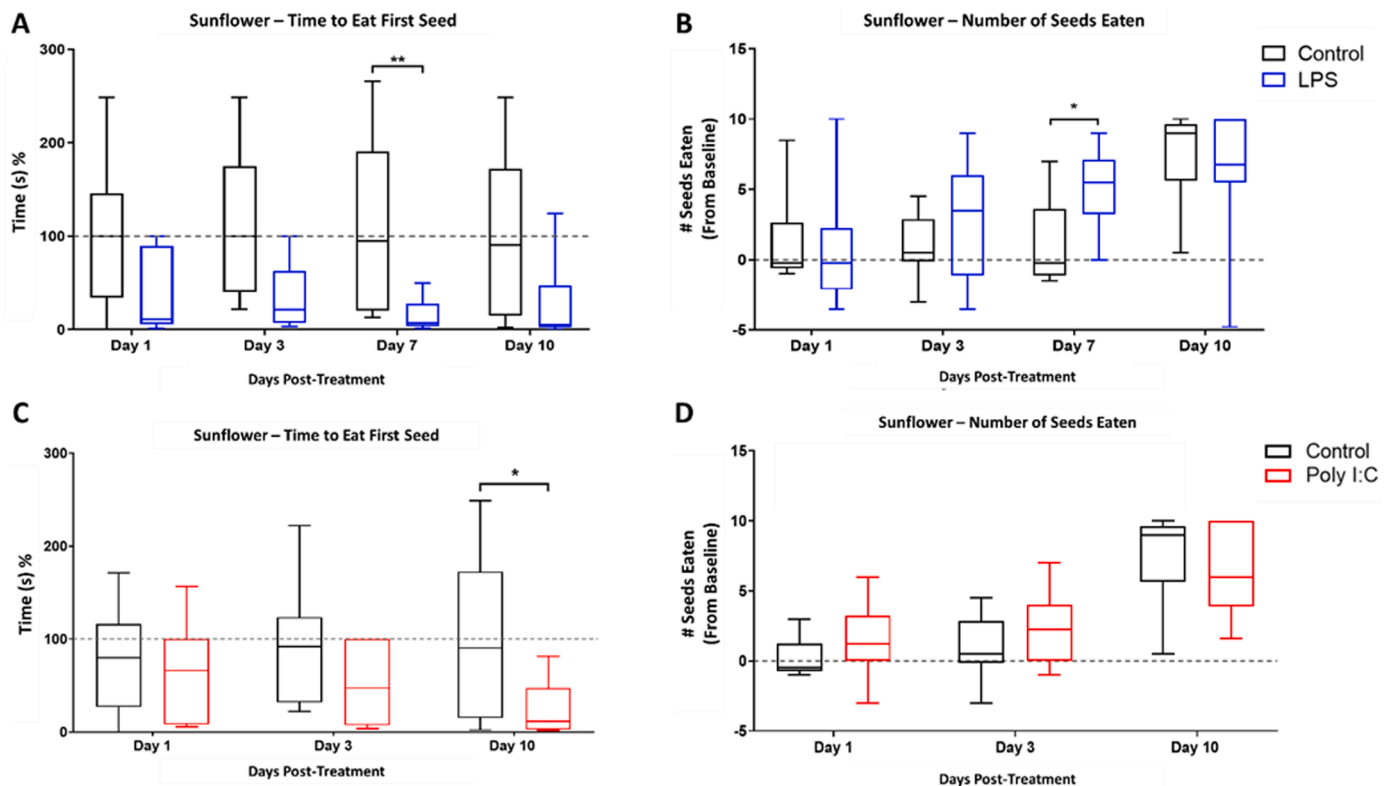 A
Sunflower – Time to Eat First Seed
300
200
100
0
Time (s) %
**
Day 1
Day 3
Day 7
Day 10
Days Post-Treatment
B
Sunflower – Number of Seeds Eaten
15
10
5
0
-5
# Seeds Eaten
(From Baseline)
*
Day 1
Day 3
Day 7
Day 10
Days Post-Treatment
Control
LPS
C
Sunflower – Time to Eat First Seed
300
200
100
0
Time (s) %
*
Day 1
Day 3
Day 10
Days Post-Treatment
D
Sunflower – Number of Seeds Eaten
15
10
5
0
-5
# Seeds Eaten
(From Baseline)
Day 1
Day 3
Day 10
Days Post-Treatment
Control
Poly I:C